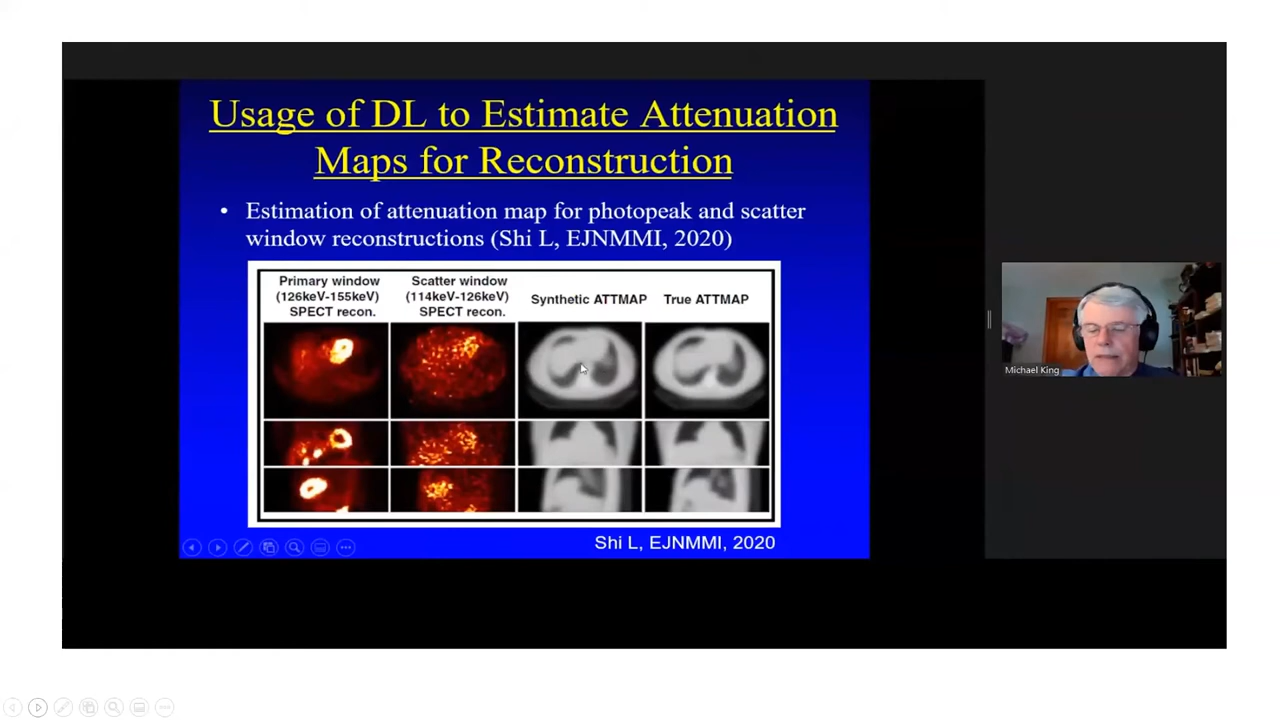 Usage of DL to Estimate Attenuation
Maps for Reconstruction
• Estimation of attenuation map for photopeak and scatter
window reconstructions (Shi L, EJNMMI, 2020)
Primary window
(126keV-155keV)
SPECT recon.
Scatter window
(114keV-126keV)
SPECT recon.
Synthetic ATTMAP
True ATTMAP
Shi L, EJNMMI, 2020
Michael King